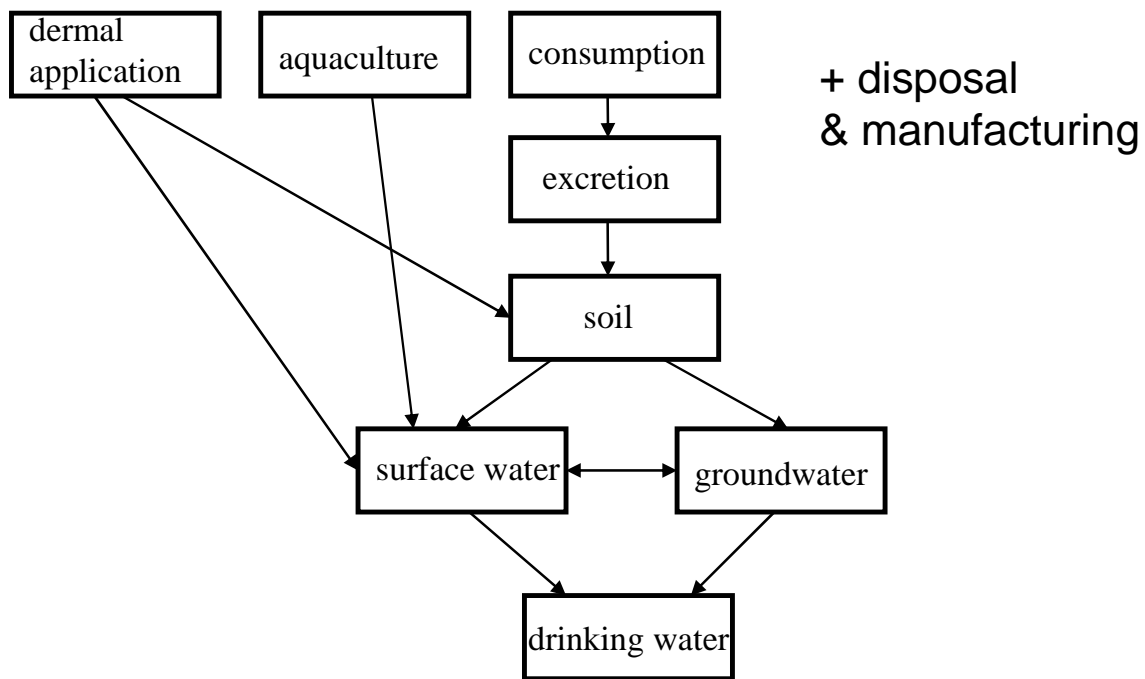 dermal
application
aquaculture
consumption
+ disposal
& manufacturing
excretion
soil
surface water
groundwater
drinking water